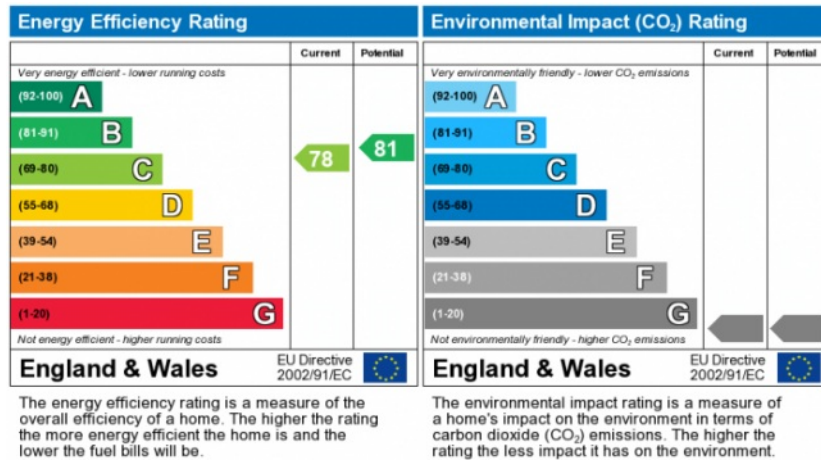 Energy Efficiency Rating
Current Potential
Very energy efficient - lower running costs
(92-100) A
(81-91) B
(69-80) C
(55-68) D
(39-54) E
(21-38) F
(1-20) G
78
81
Not energy efficient - higher running costs
England & Wales
EU Directive
2002/91/EC
The energy efficiency rating is a measure of the
overall efficiency of a home. The higher the rating
the more energy efficient the home is and the
lower the fuel bills will be.
Environmental Impact (CO₂) Rating
Current Potential
Very environmentally friendly - lower CO₂ emissions
(92-100) A
(81-91) B
(69-80) C
(55-68) D
(39-54) E
(21-38) F
(1-20) G
Not environmentally friendly - higher CO₂ emissions
England & Wales
EU Directive
2002/91/EC
The environmental impact rating is a measure of
a home's impact on the environment in terms of
carbon dioxide (CO₂) emissions. The higher the
rating the less impact it has on the environment.